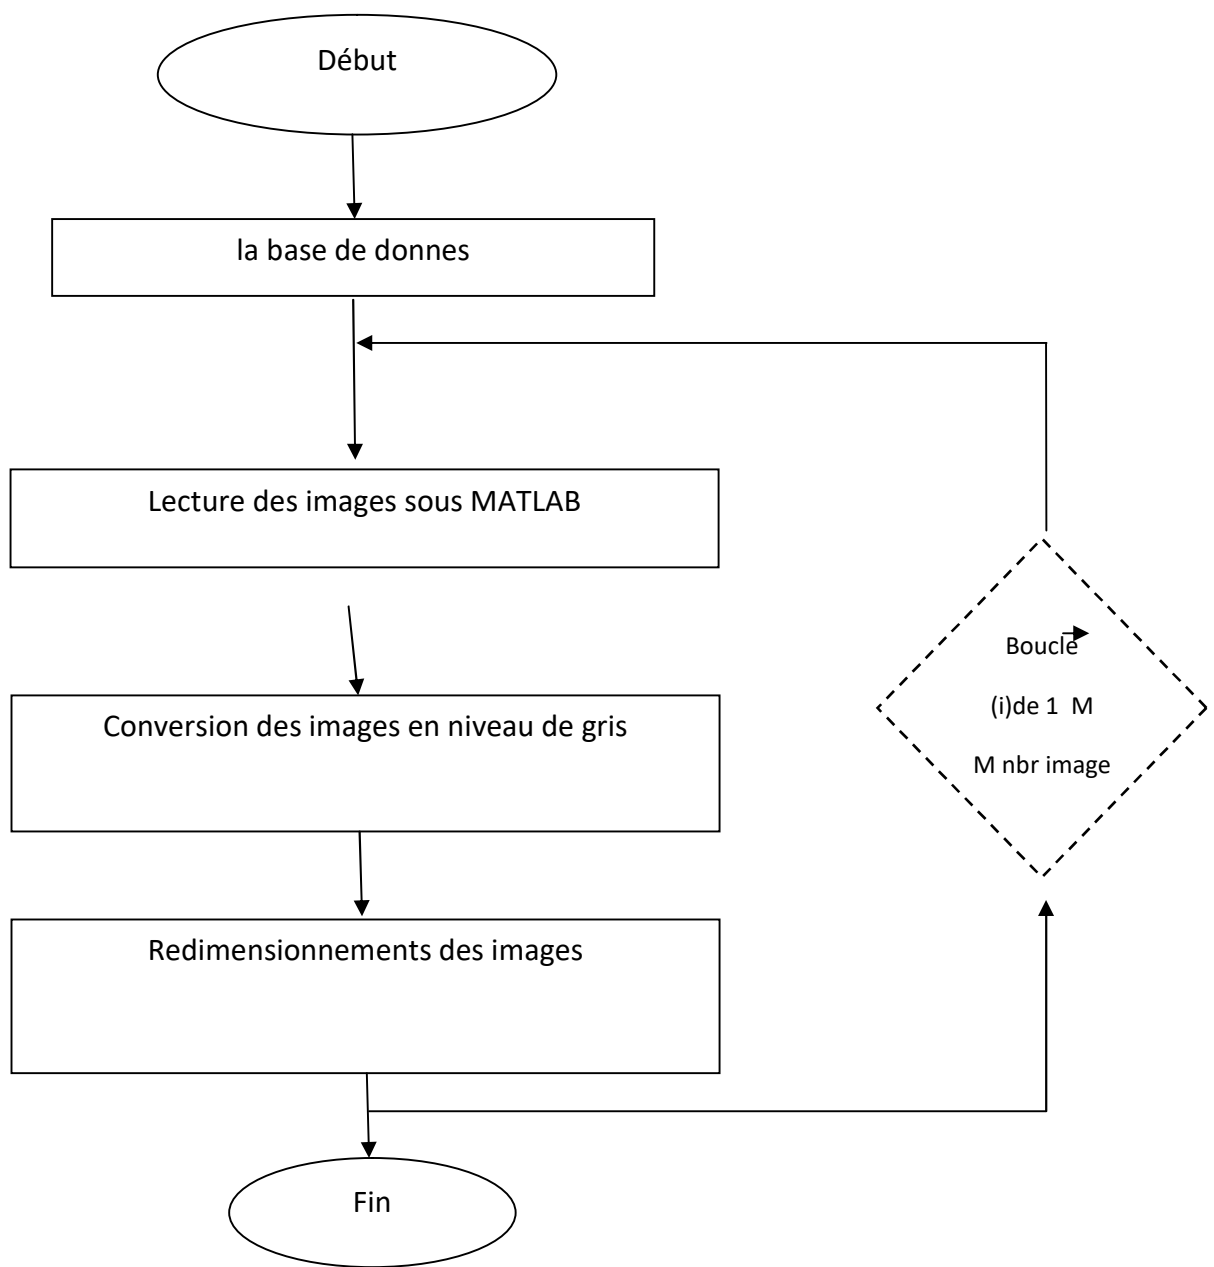 Début
la base de donnes
Lecture des images sous MATLAB
Conversion des images en niveau de gris
Redimensionnements des images
Fin
Boucle
(i)de 1 M
M nbr image